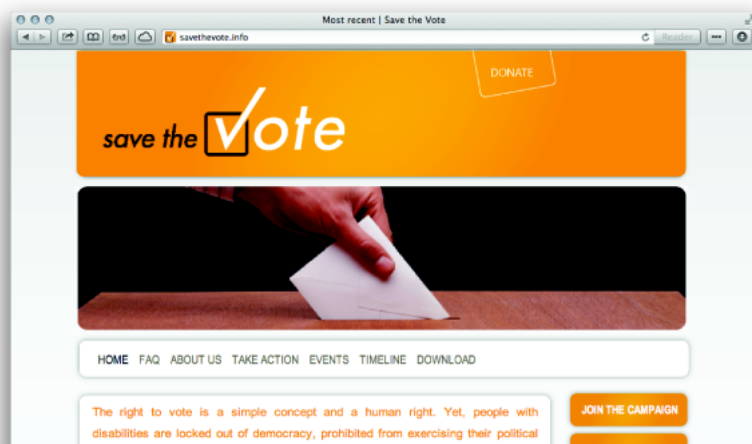 Most recent | Save the Vote
savethevote.info
Reader
DONATE
save the Vote
HOME FAQ ABOUT US TAKE ACTION EVENTS TIMELINE DOWNLOAD
The right to vote is a simple concept and a human right. Yet, people with
disabilities are locked out of democracy, prohibited from exercising their political
JOIN THE CAMPAIGN